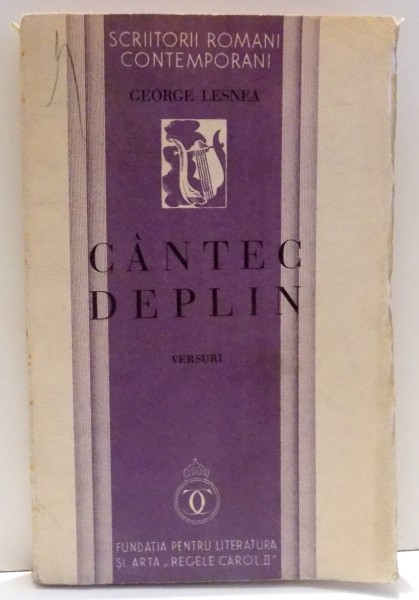 SCRIITORII ROMANI
CONTEMPORANI
GEORGE LESNEA
CÂNTEC
DEPLIN
VERSURI
FUNDATIA PENTRU LITERATURA
SI ARTA „REGELE CAROL II"